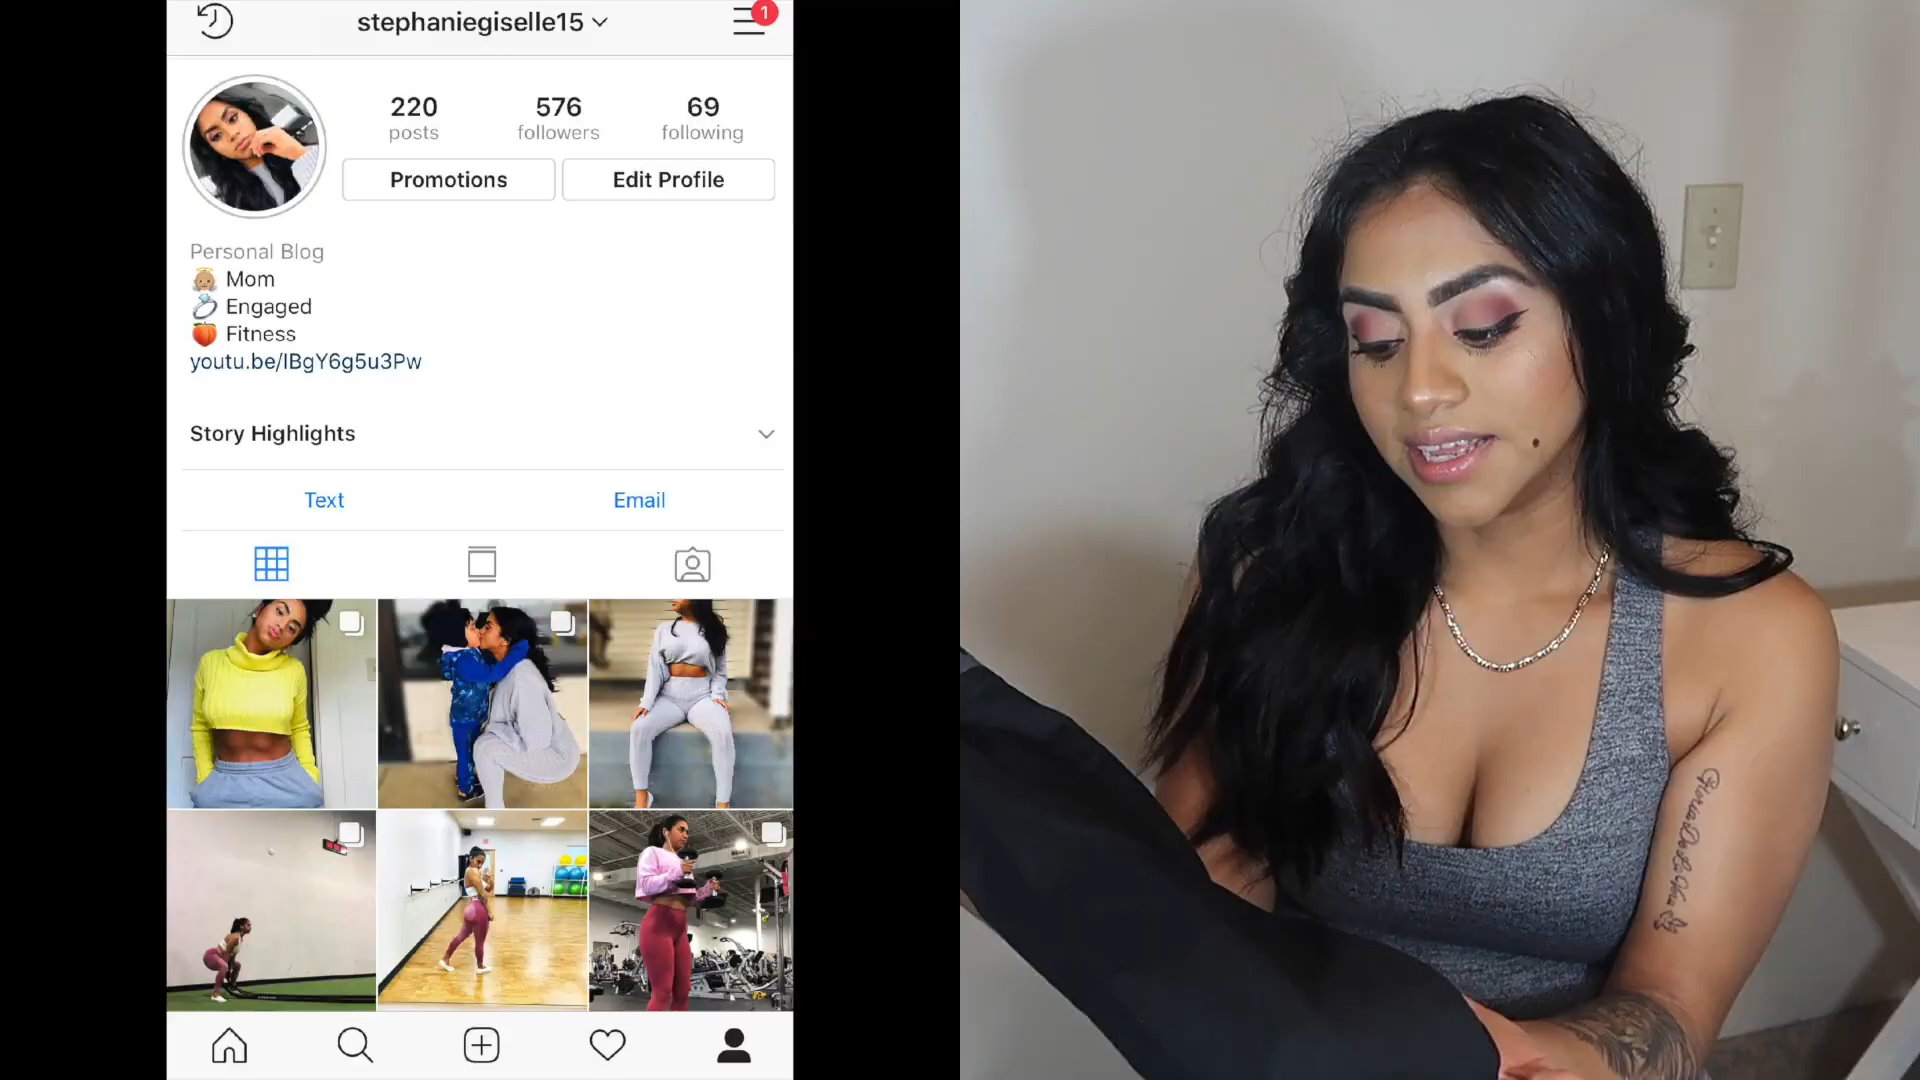 stephaniegiselle15
1
220
576
69
posts
followers
following
Promotions
Edit Profile
Personal Blog
Mom
Engaged
Fitness
youtu.be/IBgY6g5u3Pw
Story Highlights
Text
Email